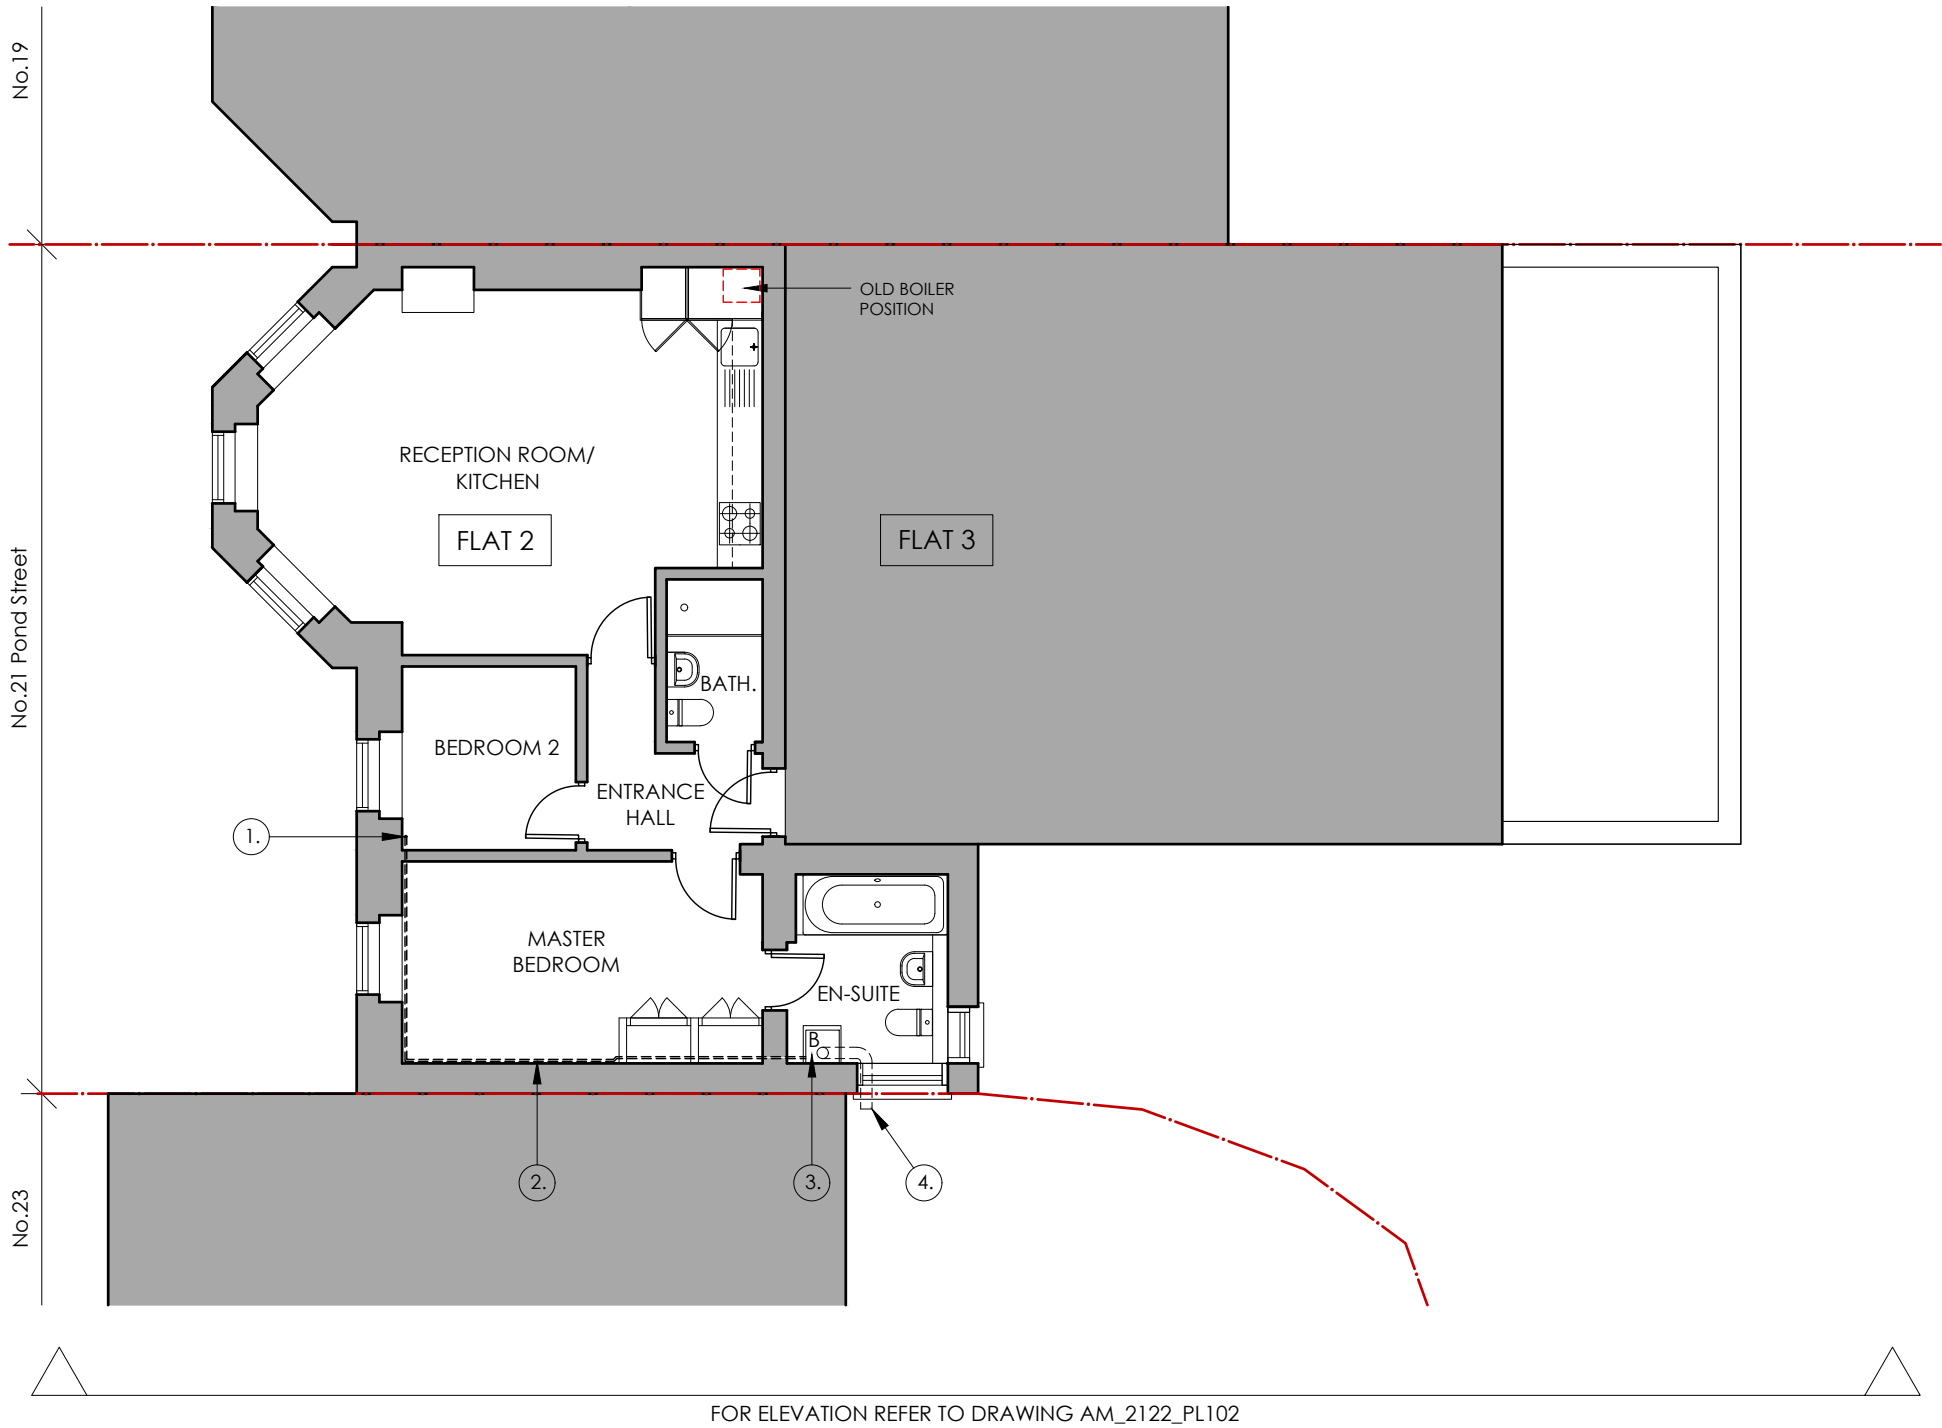 No.19
OLD BOILER
POSITION
RECEPTION ROOM/
KITCHEN
FLAT 2
FLAT 3
No.21 Pond Street
BATH.
BEDROOM 2
ENTRANCE
HALL
1.
MASTER
BEDROOM
EN-SUITE
B
2.
3.
4.
No.23
FOR ELEVATION REFER TO DRAWING AM_2122_PL102